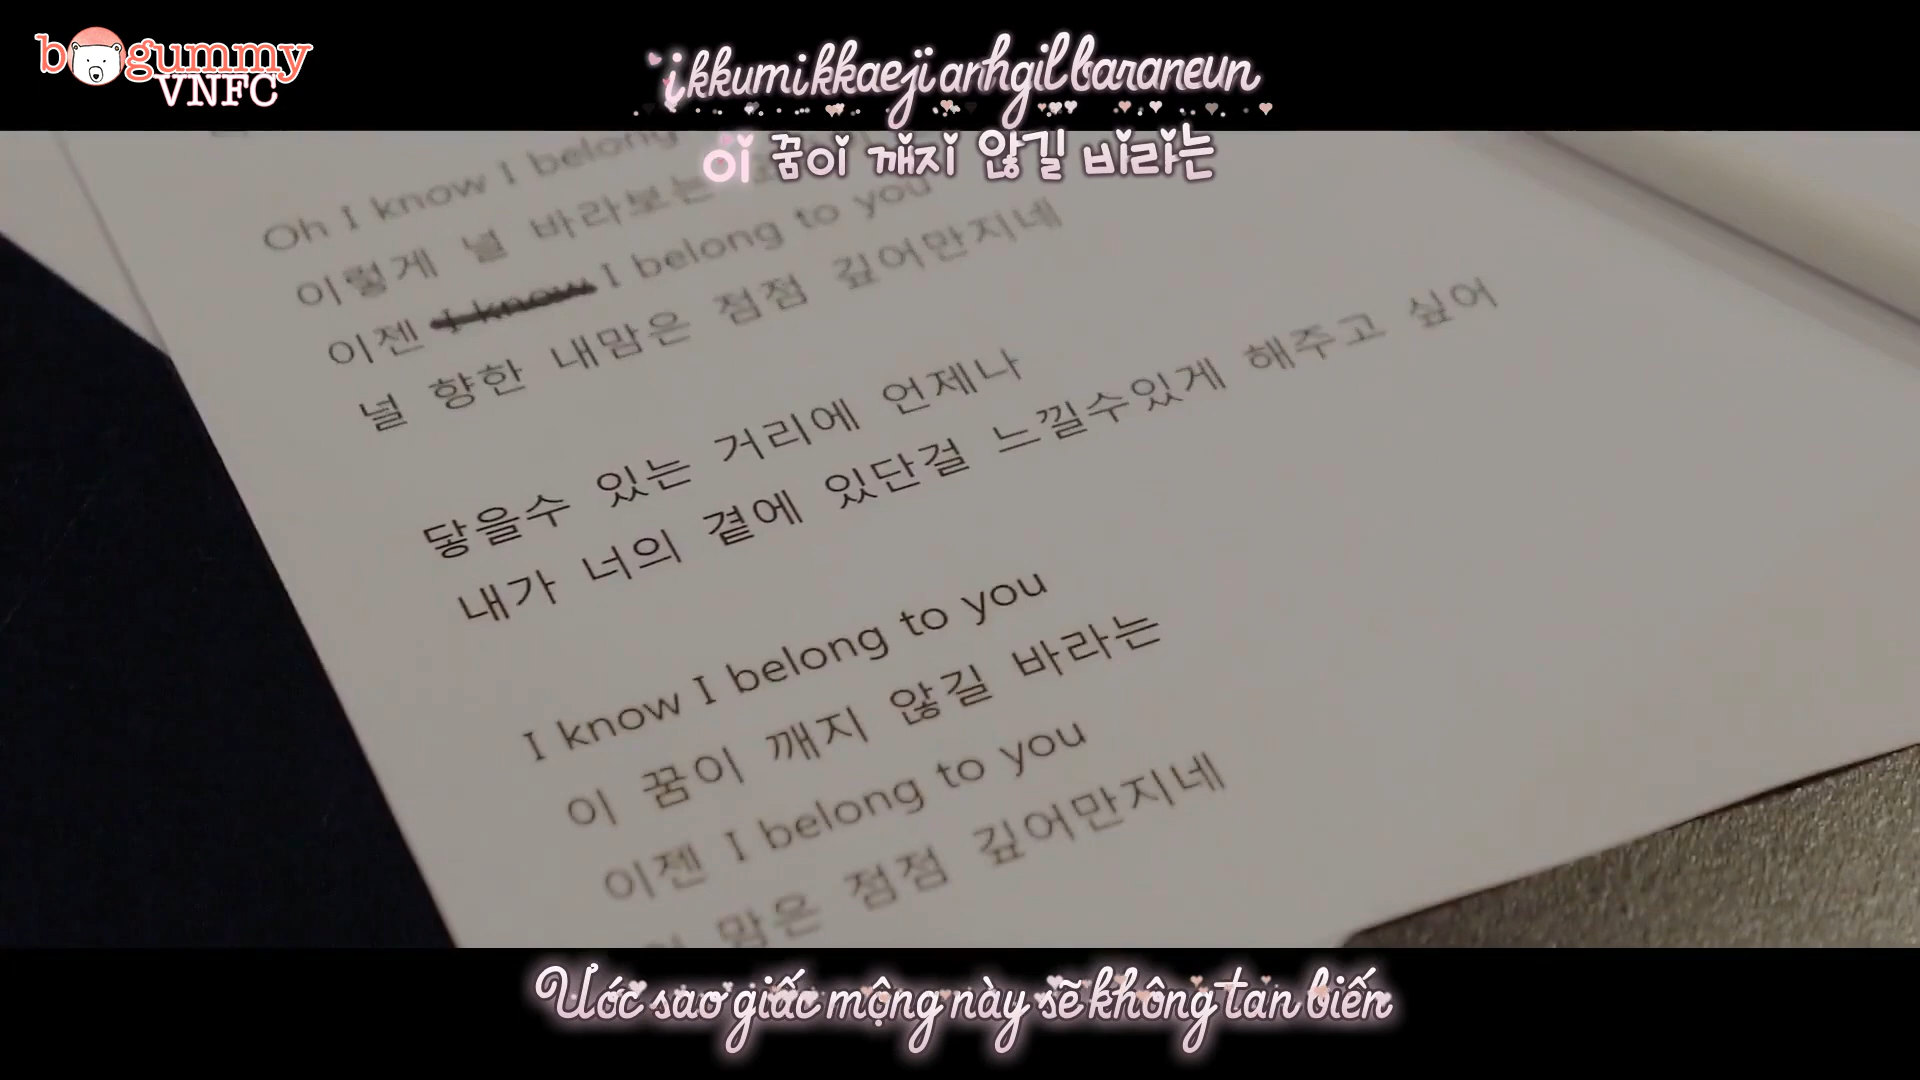 bogummy
VNFC
i kkumi kkaeji anhgil baraneun
이 꿈이 깨지 않길 바라는
Oh I know I belong
이렇게 널 바라보는
이젠 I know I belong to you
널 향한 내맘은 점점 깊어만지네
닿을수 있는 거리에 언제나
내가 너의 곁에 있단걸 느낄수있게 해주고 싶어
I know I belong to you
이 꿈이 깨지 않길 바라는
이젠 I belong to you
맘은 점점 깊어만지네
Ước sao giấc mộng này sẽ không tan biến